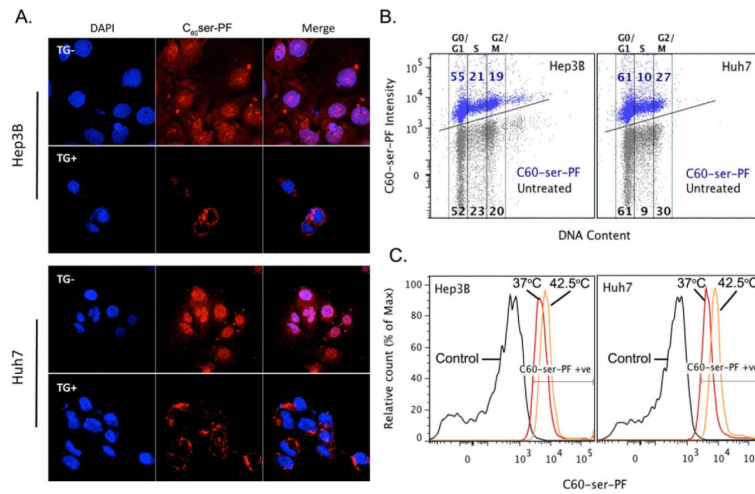 A.
DAPI C60ser-PF Merge
Hep3B
TG-
TG+
Huh7
TG-
TG+
B.
G0/G1 S G2/M
G0/G1 S G2/M
C60-ser-PF Intensity
10^5
10^4
10^3
0
55 21 19
Hep3B
C60-ser-PF
Untreated
52 23 20
61 10 27
Huh7
C60-ser-PF
Untreated
61 9 30
DNA Content
C.
Relative count (% of Max)
100
80
60
40
20
0
Hep3B
37°C
42.5°C
Control
C60-ser-PF +ve
0 10^3 10^4 10^5
Huh7
37°C
42.5°C
Control
C60-ser-PF +ve
0 10^3 10^4 10^5
C60-ser-PF